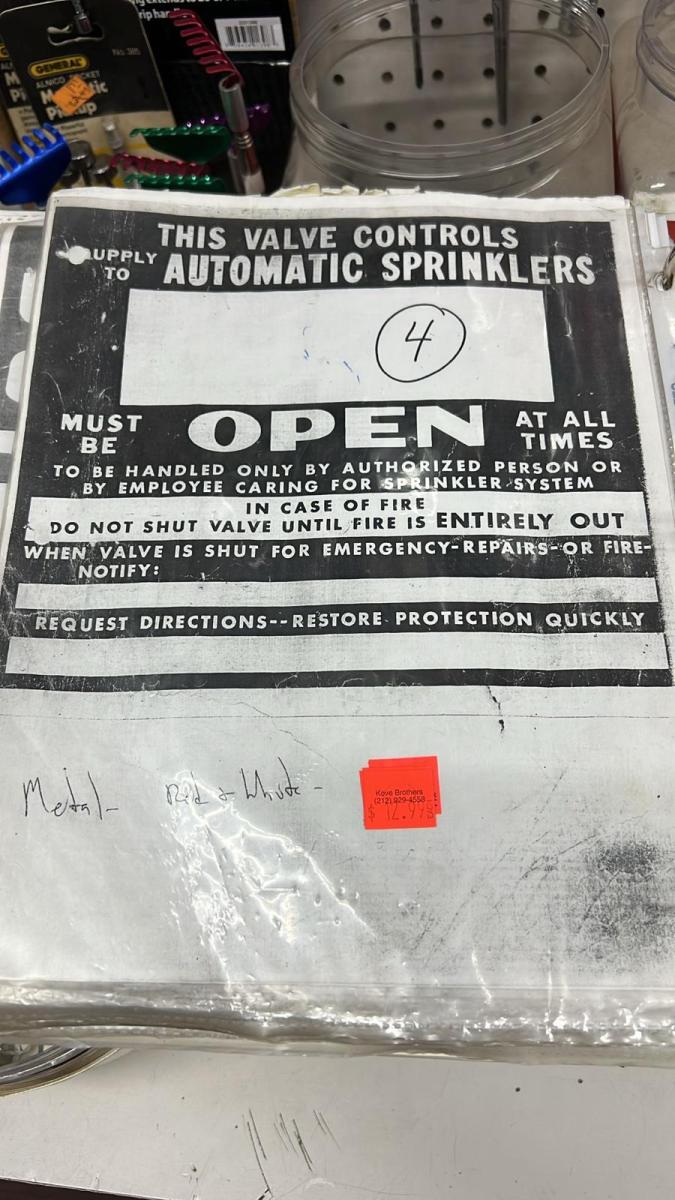 GENERAL
No. 385
THIS VALVE CONTROLS
SUPPLY TO AUTOMATIC SPRINKLERS
4
MUST BE OPEN AT ALL TIMES
TO BE HANDLED ONLY BY AUTHORIZED PERSON OR
BY EMPLOYEE CARING FOR SPRINKLER SYSTEM
IN CASE OF FIRE
DO NOT SHUT VALVE UNTIL FIRE IS ENTIRELY OUT
WHEN VALVE IS SHUT FOR EMERGENCY-REPAIRS-OR FIRE-
NOTIFY:
REQUEST DIRECTIONS--RESTORE PROTECTION QUICKLY
Metal- Red + White -
Kove Brothers
(212) 929-4558
12.99